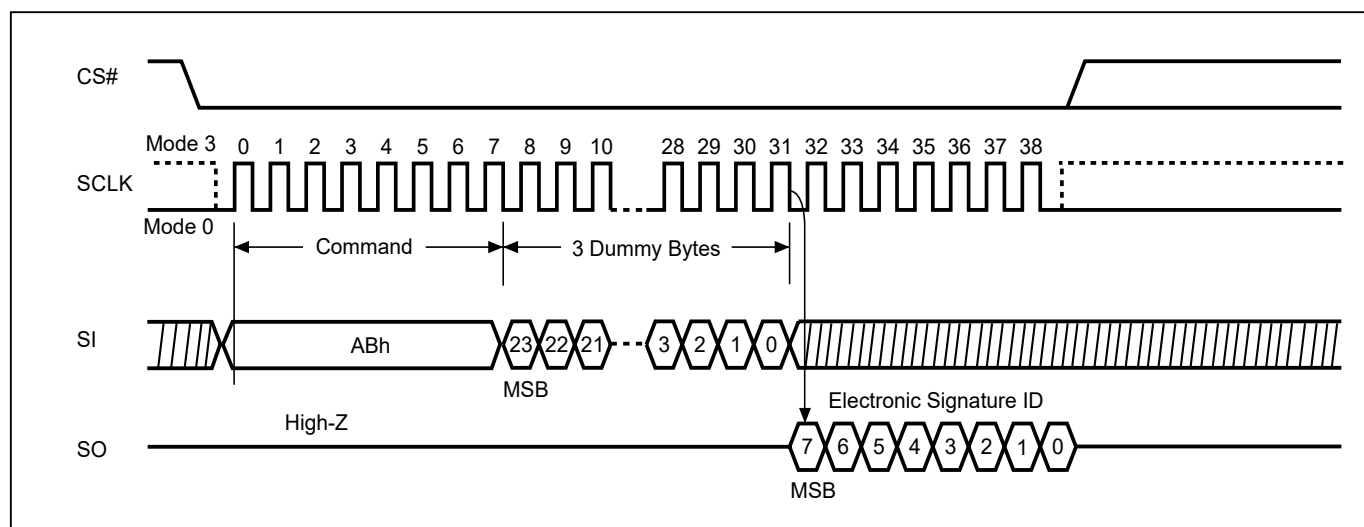 CS#
Mode 3 0 1 2 3 4 5 6 7 8 9 10 28 29 30 31 32 33 34 35 36 37 38
SCLK
Mode 0
Command 3 Dummy Bytes
SI ABh 23 22 21 3 2 1 0
MSB Electronic Signature ID
High-Z
SO 7 6 5 4 3 2 1 0
MSB